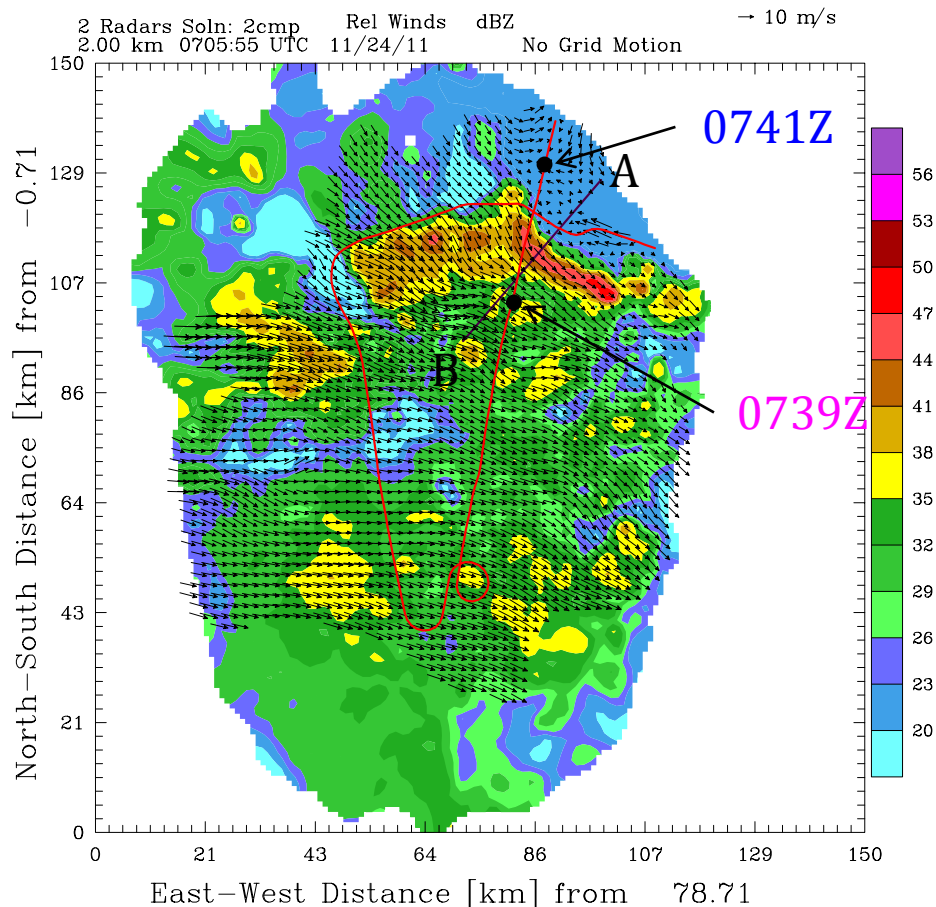 2 Radars Soln: 2cmp Rel Winds dBZ → 10 m/s
2.00 km 0705:55 UTC 11/24/11 No Grid Motion
150
129
107
86
64
43
21
0
North-South Distance [km] from -0.71
0741Z
A
B
0739Z
56
53
50
47
44
41
38
35
32
29
26
23
20
0 21 43 64 86 107 150
East-West Distance [km] from 78.71